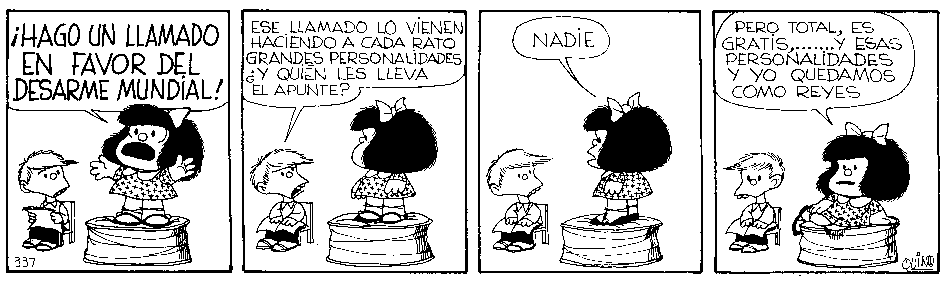 ¡HAGO UN LLAMADO
EN FAVOR DEL
DESARME MUNDIAL!
337
ESE LLAMADO LO VIENEN
HACIENDO A CADA RATO
GRANDES PERSONALIDADES
¿Y QUIÉN LES LLEVA
EL APUNTE?
NADIE
PERO TOTAL, ES
GRATIS,........Y ESAS
PERSONALIDADES
Y YO QUEDAMOS
COMO REYES
QUINO